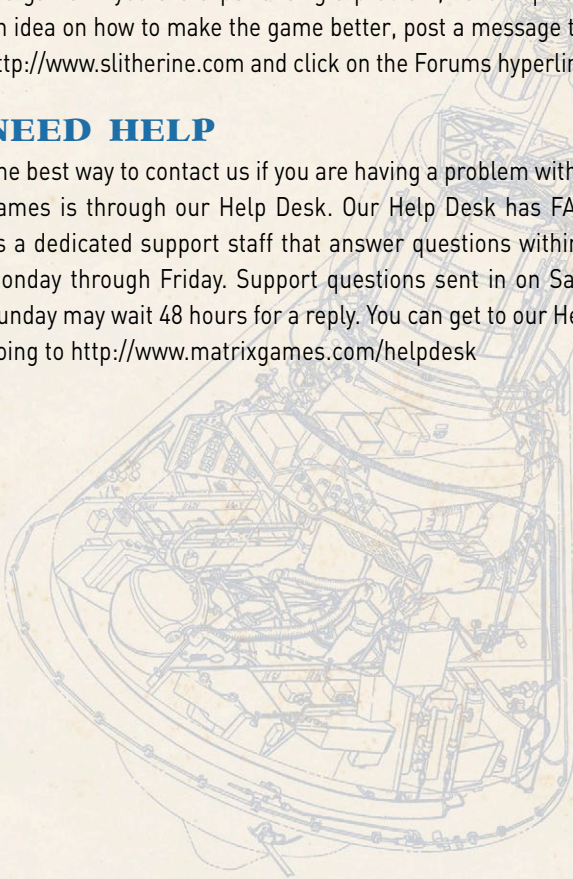 n idea on how to make the game better, post a message t
ttp://www.slitherine.com and click on the Forums hyperlin
NEED HELP
he best way to contact us if you are having a problem with
ames is through our Help Desk. Our Help Desk has FA
s a dedicated support staff that answer questions within
onday through Friday. Support questions sent in on Sa
unday may wait 48 hours for a reply. You can get to our He
oing to http://www.matrixgames.com/helpdesk